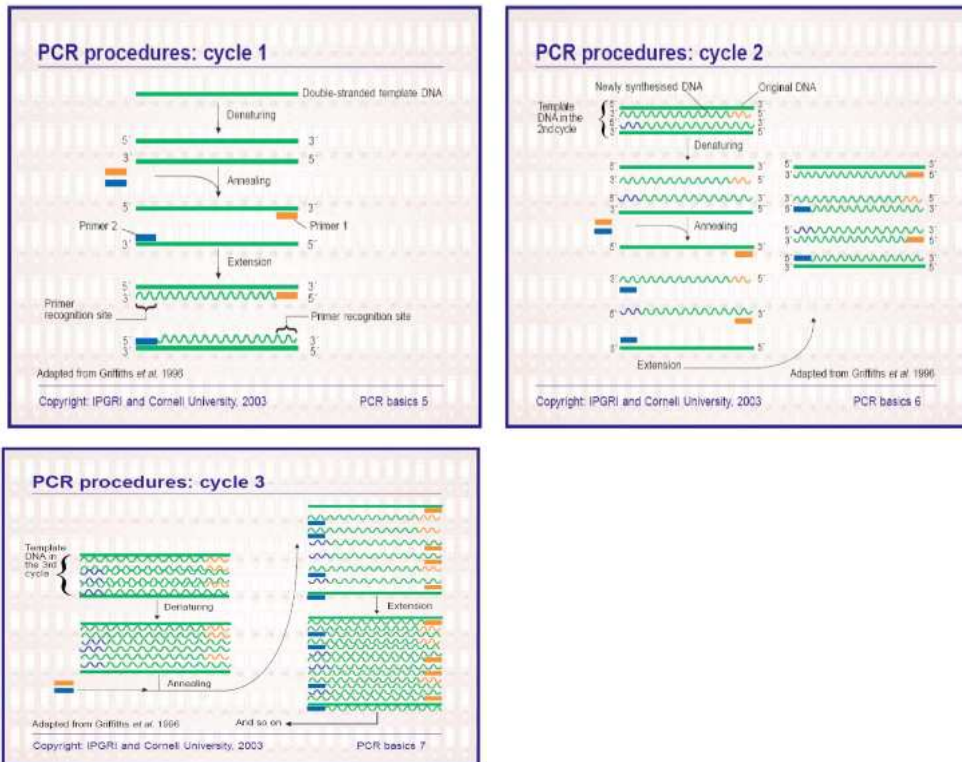 PCR procedures: cycle 1
Double-stranded template DNA
Denaturing
5´ 3´
3´ 5´
Annealing
5´ 3´
Primer 2 Primer 1
3´ 5´
Extension
5´ 3´
3´ 5´
Primer
recognition site
Primer recognition site
5´ 3´
3´ 5´
Adapted from Griffiths et al. 1996
Copyright: IPGRI and Cornell University, 2003 PCR basics 5
PCR procedures: cycle 2
Newly synthesised DNA Original DNA
Template
DNA in the
2nd cycle
Denaturing
Annealing
Extension
Adapted from Griffiths et al. 1996
Copyright: IPGRI and Cornell University, 2003 PCR basics 6
PCR procedures: cycle 3
Template
DNA in
the 3rd
cycle
Denaturing
Annealing
Extension
And so on
Adapted from Griffiths et al. 1996
Copyright: IPGRI and Cornell University, 2003 PCR basics 7